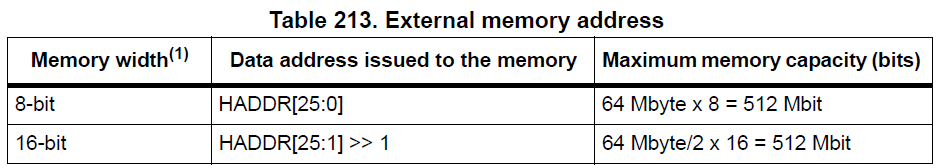 Table 213. External memory address
Memory width(1) Data address issued to the memory Maximum memory capacity (bits)
8-bit HADDR[25:0] 64 Mbyte x 8 = 512 Mbit
16-bit HADDR[25:1] >> 1 64 Mbyte/2 x 16 = 512 Mbit